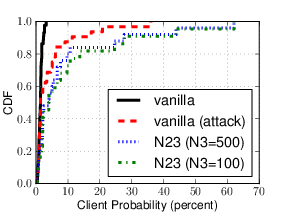 1.0
0.8
0.6
0.4
0.2
0.0
CDF
vanilla
vanilla (attack)
N23 (N3=500)
N23 (N3=100)
0 10 20 30 40 50 60 70
Client Probability (percent)